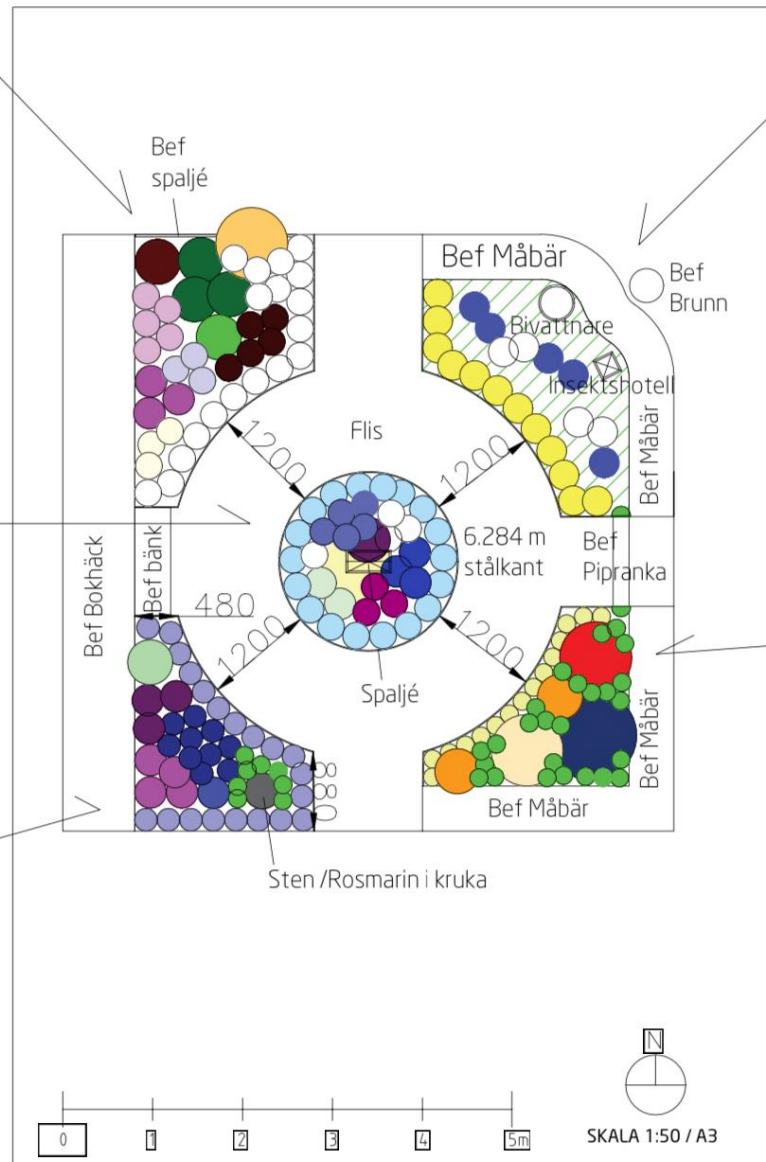 Bef
spaljé
Bef Måbär
Bef
Brunn
Bivattnare
Insektshotell
Flis
1200
1200
Bef Måbär
6.284 m
stålkant
Bef
Pipranka
Bef Bokhäck
Bef bänk
480
1200
1200
Spaljé
880
Bef Måbär
Bef Måbär
Sten /Rosmarin i kruka
N
0 1 2 3 4 5m
SKALA 1:50 / A3